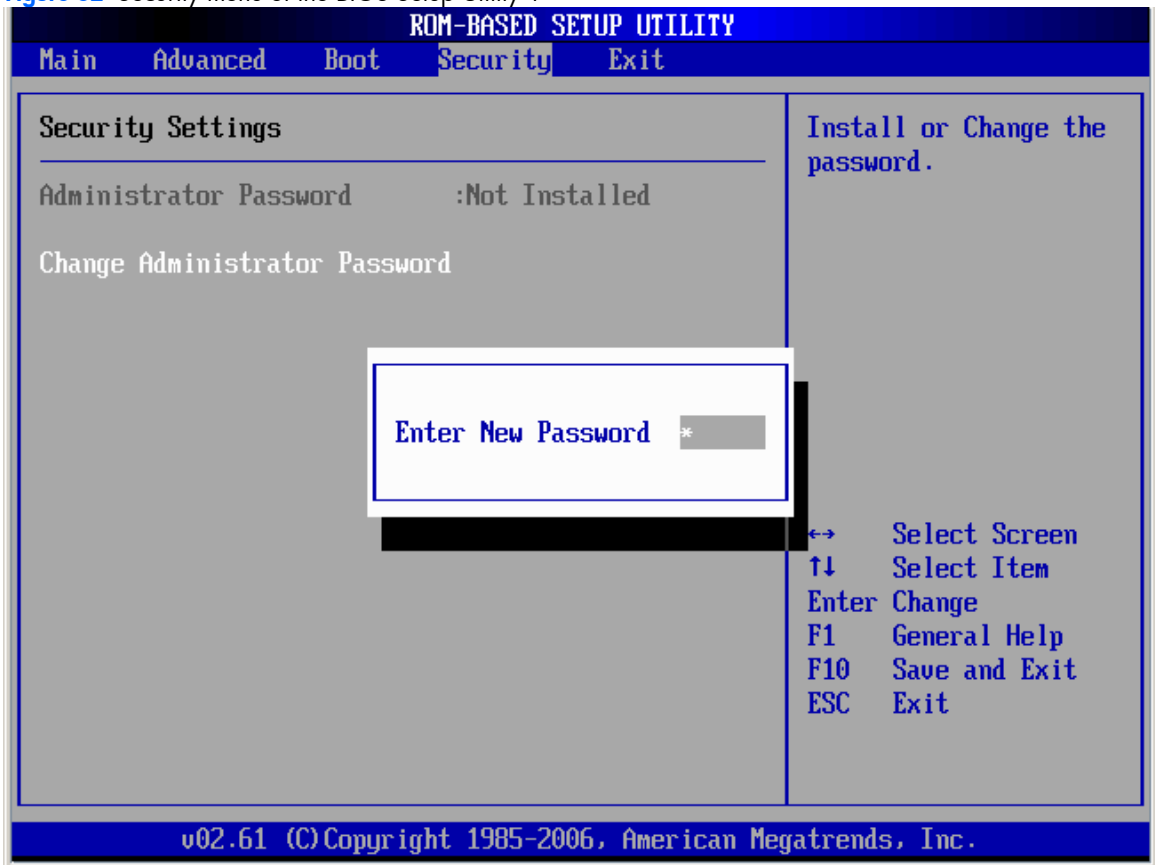 ROM-BASED SETUP UTILITY
Main Advanced Boot Security Exit
Security Settings
Administrator Password :Not Installed
Change Administrator Password
Enter New Password *
Install or Change the
password.
←→ Select Screen
↑↓ Select Item
Enter Change
F1 General Help
F10 Save and Exit
ESC Exit
v02.61 (C)Copyright 1985-2006, American Megatrends, Inc.